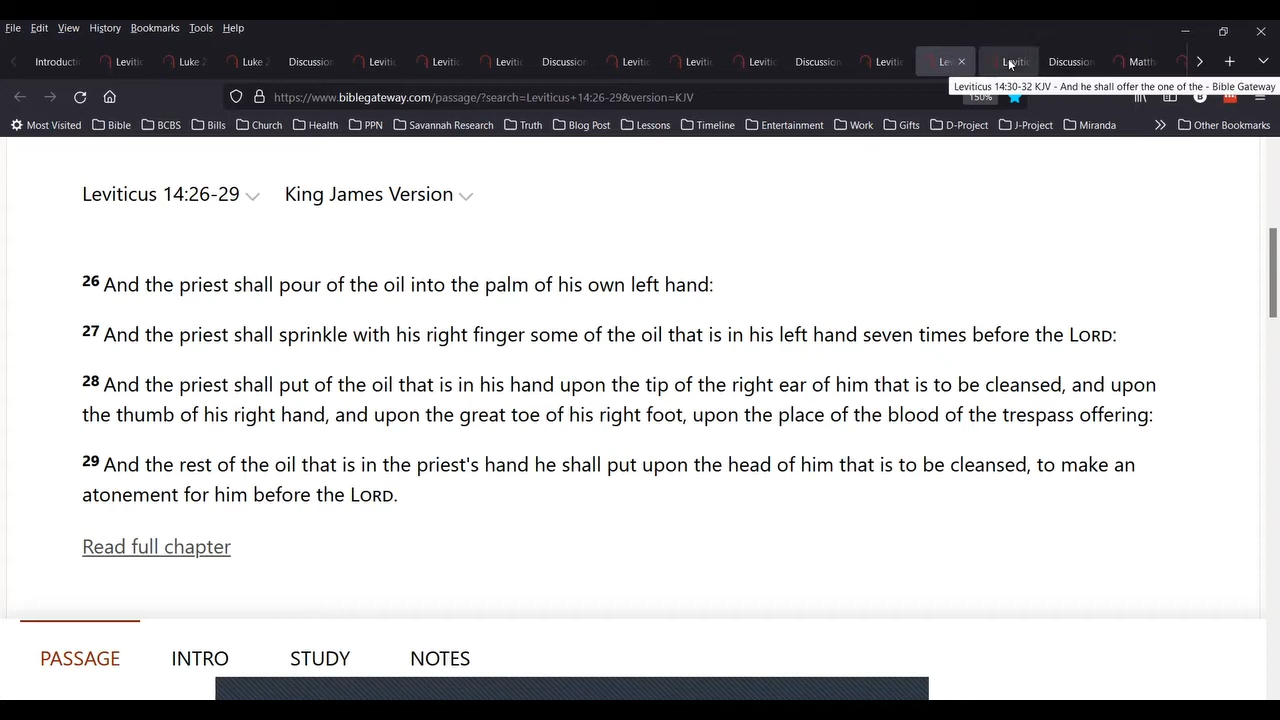 File Edit View History Bookmarks Tools Help
Introducti Leviti Luke 2 Luke 2 Discussion Leviti Leviti Leviti Discussion Leviti Leviti Leviti Discussion Leviti Le Leviti Discussion Matth
Leviticus 14:30-32 KJV - And he shall offer the one of the - Bible Gateway
https://www.biblegateway.com/passage/?search=Leviticus+14:26-29&version=KJV 150%
Most Visited Bible BCBS Bills Church Health PPN Savannah Research Truth Blog Post Lessons Timeline Entertainment Work Gifts D-Project J-Project Miranda Other Bookmarks
Leviticus 14:26-29 King James Version
26 And the priest shall pour of the oil into the palm of his own left hand:
27 And the priest shall sprinkle with his right finger some of the oil that is in his left hand seven times before the LORD:
28 And the priest shall put of the oil that is in his hand upon the tip of the right ear of him that is to be cleansed, and upon
the thumb of his right hand, and upon the great toe of his right foot, upon the place of the blood of the trespass offering:
29 And the rest of the oil that is in the priest's hand he shall put upon the head of him that is to be cleansed, to make an
atonement for him before the LORD.
Read full chapter
PASSAGE INTRO STUDY NOTES